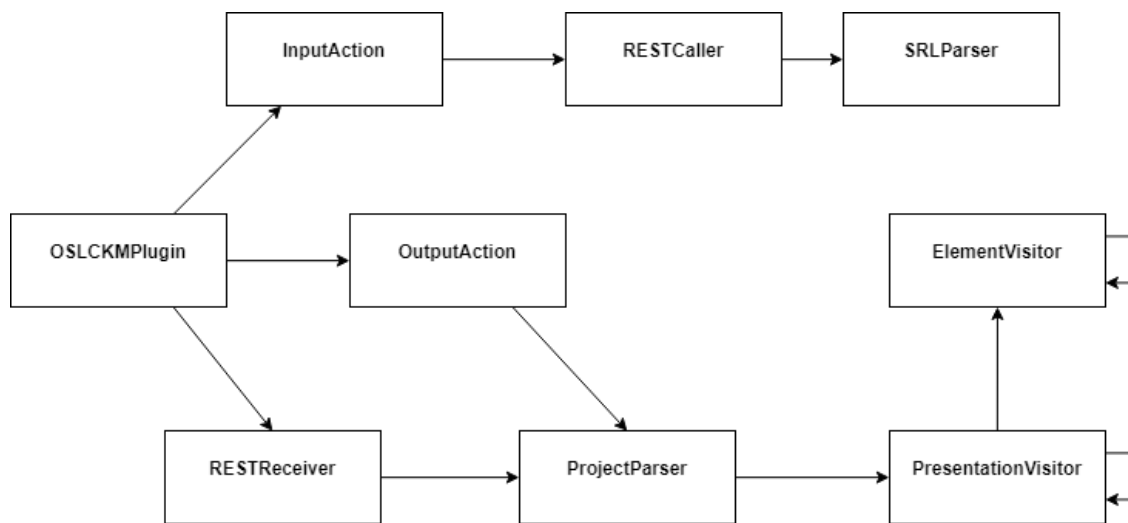 InputAction
RESTCaller
SRLParser
OSLCKMPlugin
OutputAction
ElementVisitor
RESTReceiver
ProjectParser
PresentationVisitor